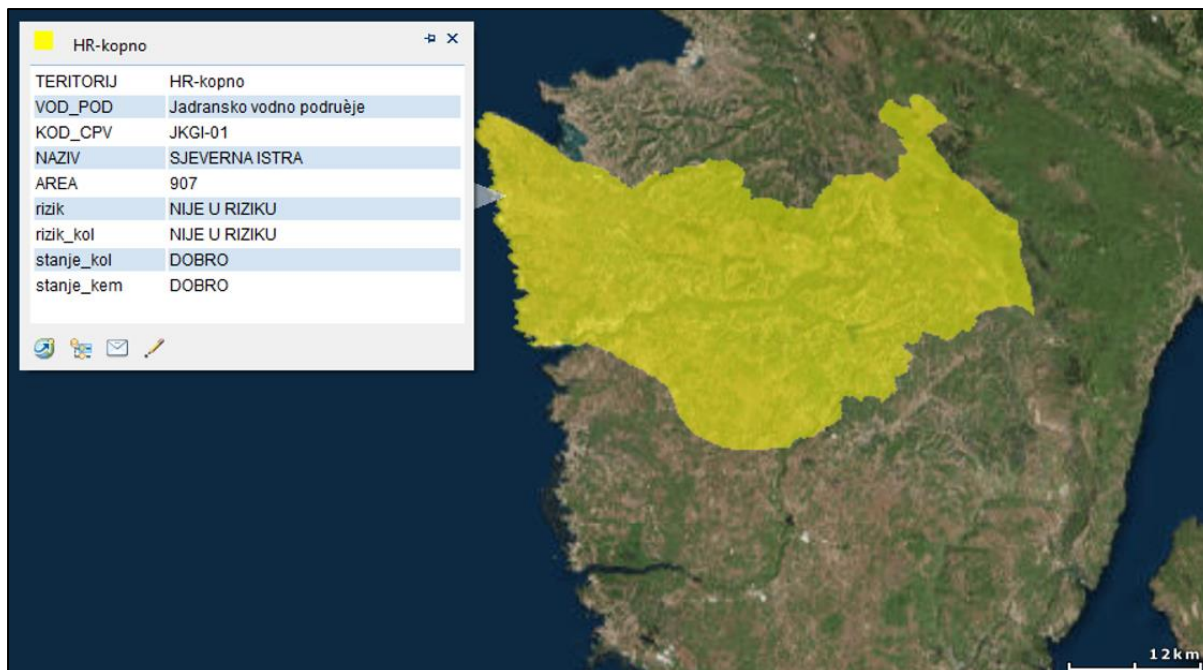 HR-kopno
TERITORIJ HR-kopno
VOD_POD Jadransko vodno podruèje
KOD_CPV JKGI-01
NAZIV SJEVERNA ISTRA
AREA 907
rizik NIJE U RIZIKU
rizik_kol NIJE U RIZIKU
stanje_kol DOBRO
stanje_kem DOBRO
12km